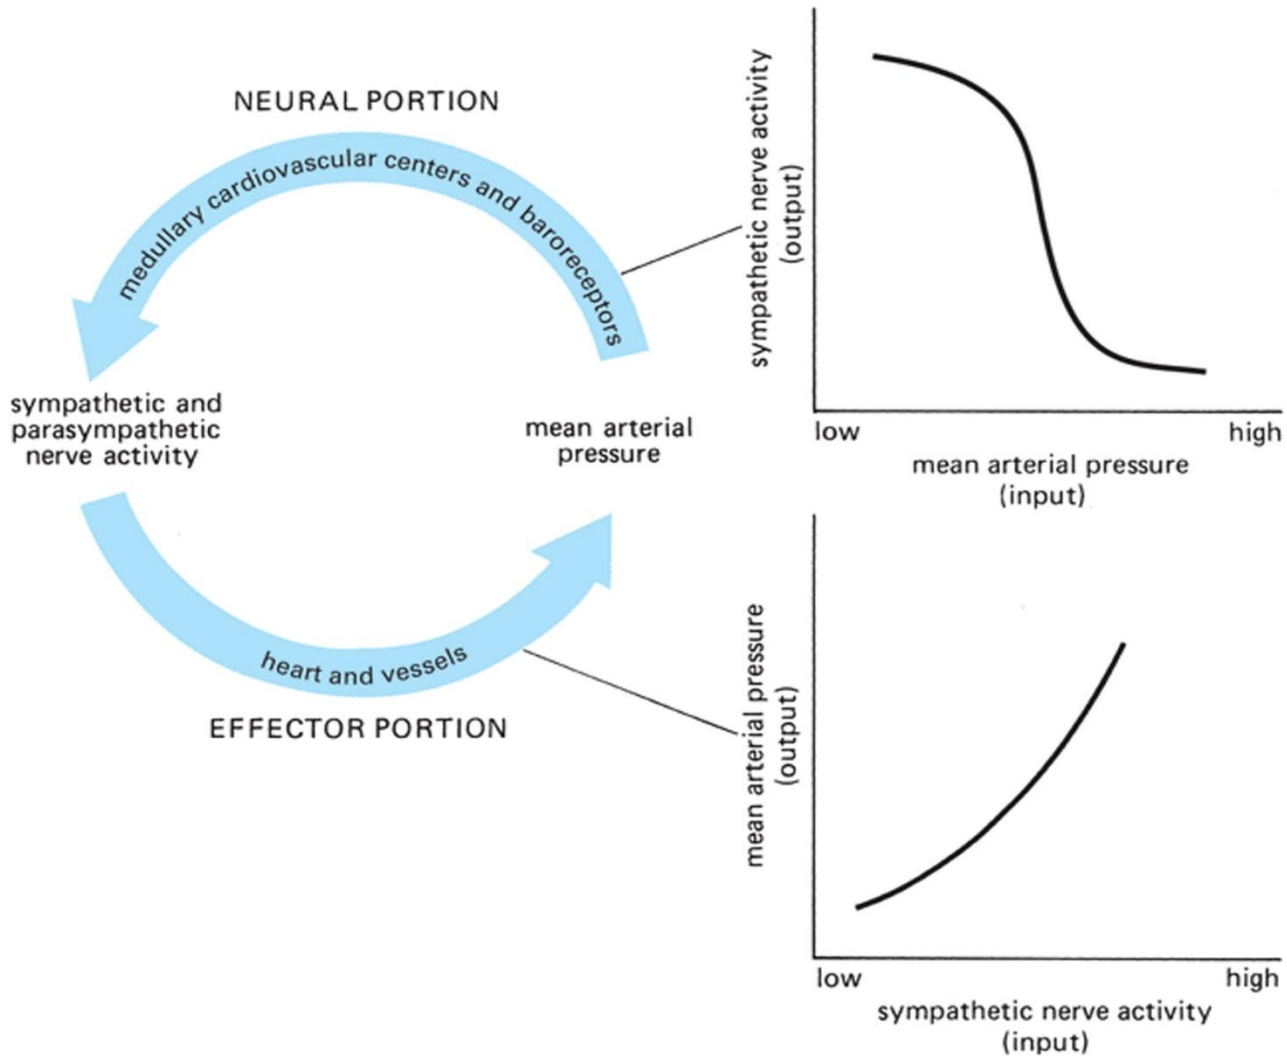 NEURAL PORTION
medullary cardiovascular centers and baroreceptors
sympathetic and
parasympathetic
nerve activity
mean arterial
pressure
heart and vessels
EFFECTOR PORTION
sympathetic nerve activity
(output)
low
high
mean arterial pressure
(input)
mean arterial pressure
(output)
low
high
sympathetic nerve activity
(input)